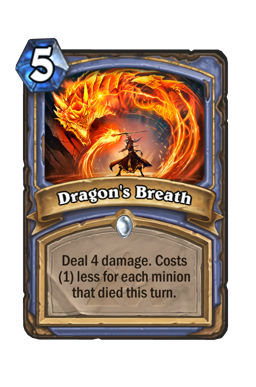 5
Dragon's Breath
Deal 4 damage. Costs
(1) less for each minion
that died this turn.